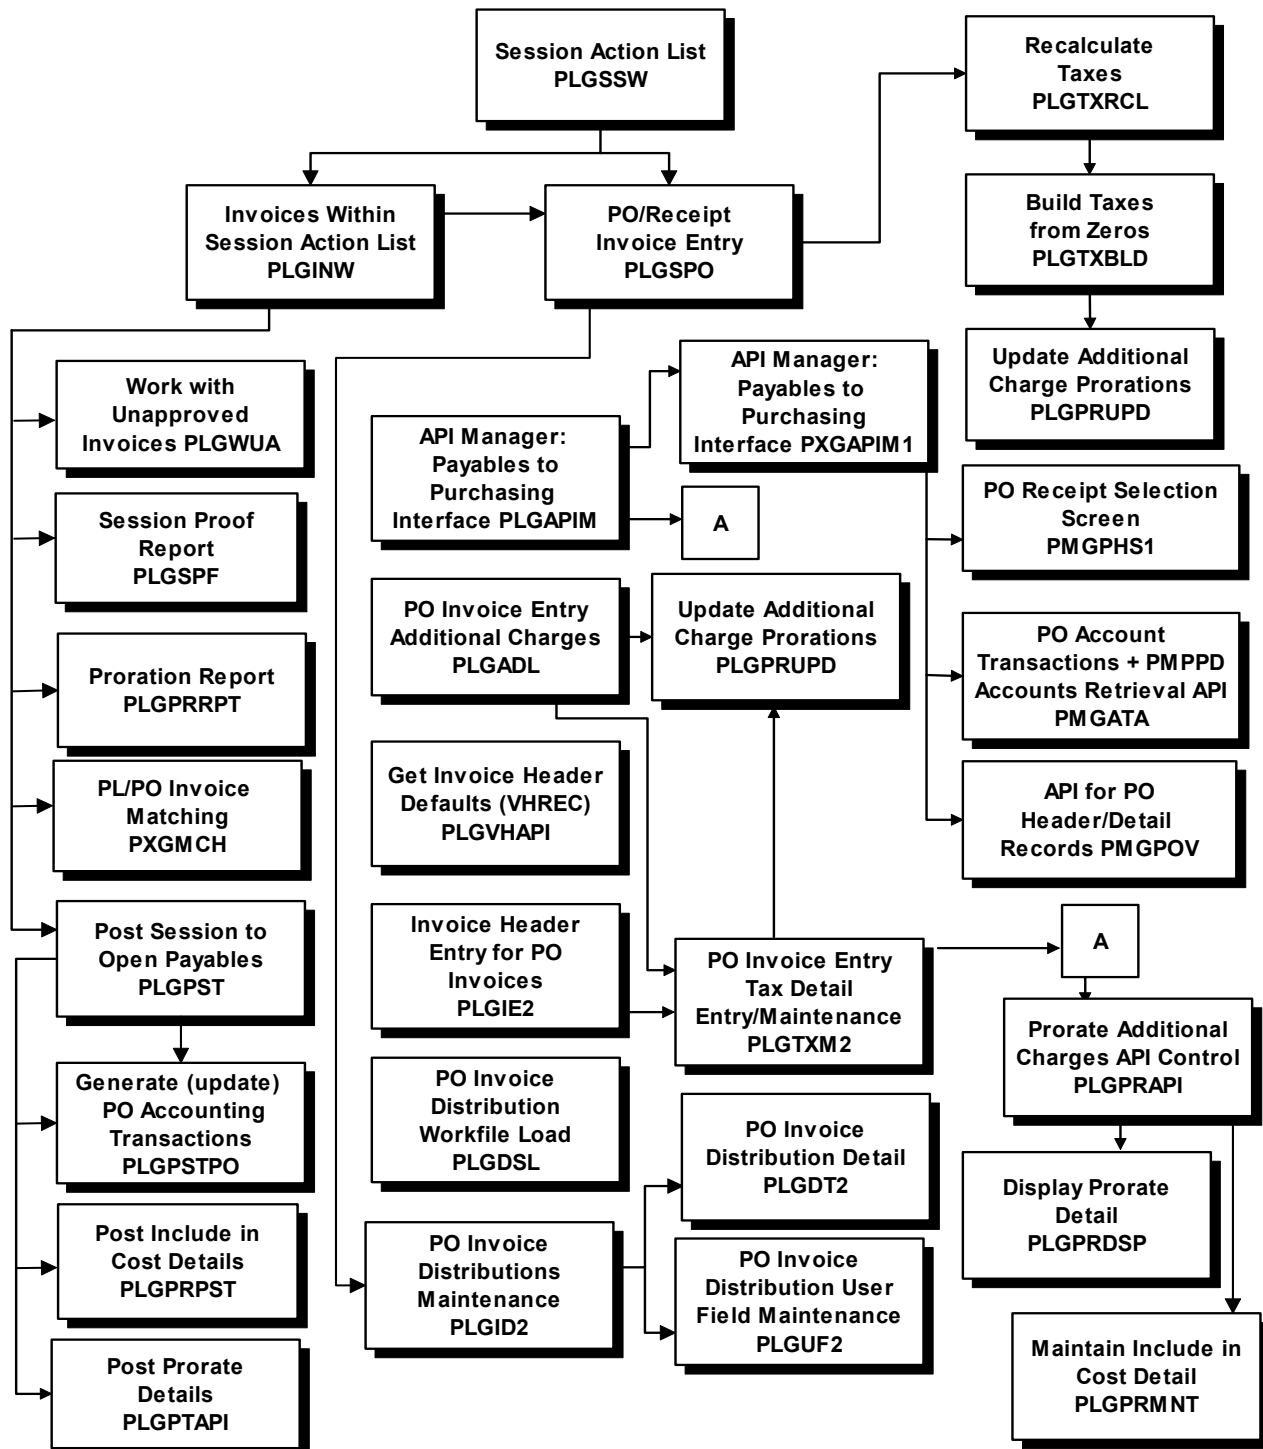 Session Action List
PLGSSW
Recalculate
Taxes
PLGTXRCL
Invoices Within
Session Action List
PLGINW
PO/Receipt
Invoice Entry
PLGSPO
Build Taxes
from Zeros
PLGTXBLD
Work with
Unapproved
Invoices PLGWUA
API Manager:
Payables to
Purchasing
Interface PLGAPIM
API Manager:
Payables to
Purchasing
Interface PXGAPIM1
Update Additional
Charge Prorations
PLGPRUPD
Session Proof
Report
PLGSPF
A
PO Receipt Selection
Screen
PMGPHS1
PO Invoice Entry
Additional Charges
PLGADL
Update Additional
Charge Prorations
PLGPRUPD
PO Account
Transactions + PMPPD
Accounts Retrieval API
PMGATA
Proration Report
PLGPRRPT
Get Invoice Header
Defaults (VHREC)
PLGVHAPI
API for PO
Header/Detail
Records PMGPOV
PL/PO Invoice
Matching
PXGMCH
Post Session to
Open Payables
PLGPST
Invoice Header
Entry for PO
Invoices
PLGIE2
PO Invoice Entry
Tax Detail
Entry/Maintenance
PLGTXM2
A
Prorate Additional
Charges API Control
PLGPRAPI
Generate (update)
PO Accounting
Transactions
PLGPSTPO
PO Invoice
Distribution
Workfile Load
PLGDSL
PO Invoice
Distribution Detail
PLGDT2
Display Prorate
Detail
PLGPRDSP
Post Include in
Cost Details
PLGPRPST
PO Invoice
Distributions
Maintenance
PLGID2
PO Invoice
Distribution User
Field Maintenance
PLGUF2
Maintain Include in
Cost Detail
PLGPRMNT
Post Prorate
Details
PLGPTAPI